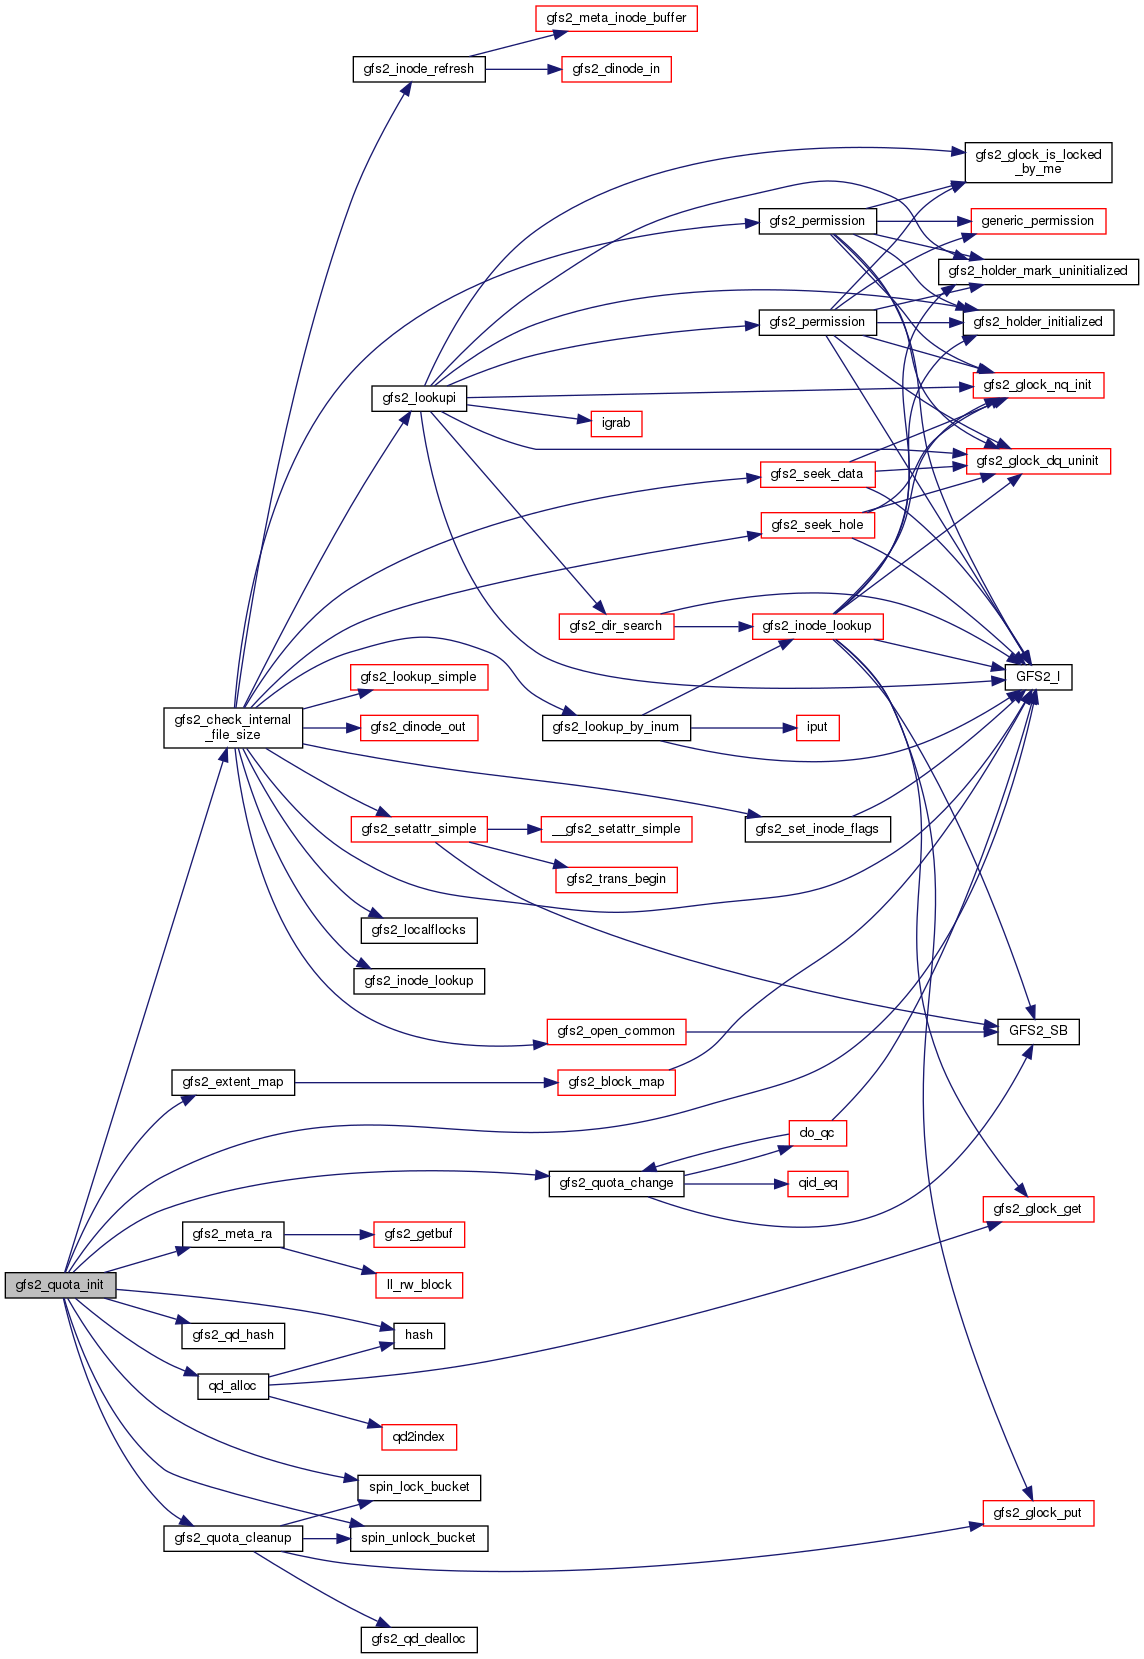 gfs2_meta_inode_buffer
gfs2_inode_refresh
gfs2_dinode_in
gfs2_glock_is_locked
_by_me
gfs2_permission
generic_permission
gfs2_holder_mark_uninitialized
gfs2_permission
gfs2_holder_initialized
gfs2_lookupi
gfs2_glock_nq_init
igrab
gfs2_seek_data
gfs2_glock_dq_uninit
gfs2_seek_hole
gfs2_dir_search
gfs2_inode_lookup
gfs2_lookup_simple
GFS2_I
gfs2_check_internal
_file_size
gfs2_dinode_out
gfs2_lookup_by_inum
iput
gfs2_setattr_simple
__gfs2_setattr_simple
gfs2_set_inode_flags
gfs2_trans_begin
gfs2_localflocks
gfs2_inode_lookup
gfs2_open_common
GFS2_SB
gfs2_extent_map
gfs2_block_map
do_qc
gfs2_quota_change
qid_eq
gfs2_glock_get
gfs2_meta_ra
gfs2_getbuf
gfs2_quota_init
ll_rw_block
gfs2_qd_hash
hash
qd_alloc
qd2index
spin_lock_bucket
gfs2_glock_put
gfs2_quota_cleanup
spin_unlock_bucket
gfs2_qd_dealloc